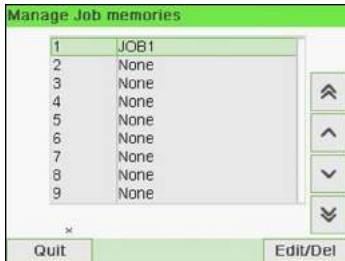 Manage Job memories
1 JOB1
2 None
3 None
4 None
5 None
6 None
7 None
8 None
9 None
×
Quit Edit/Del